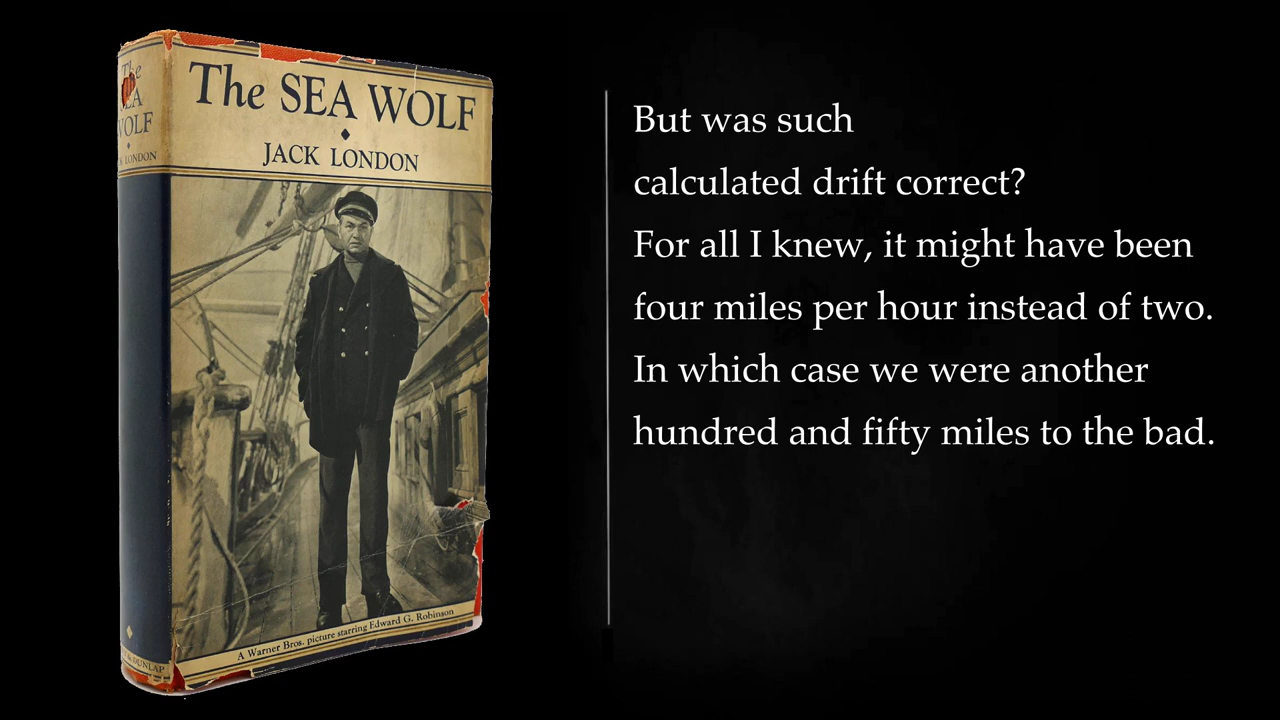 The
SEA
WOLF
LONDON
The SEA WOLF
JACK LONDON
A Warner Bros. picture starring Edward G. Robinson
DUNLAP
But was such
calculated drift correct?
For all I knew, it might have been
four miles per hour instead of two.
In which case we were another
hundred and fifty miles to the bad.